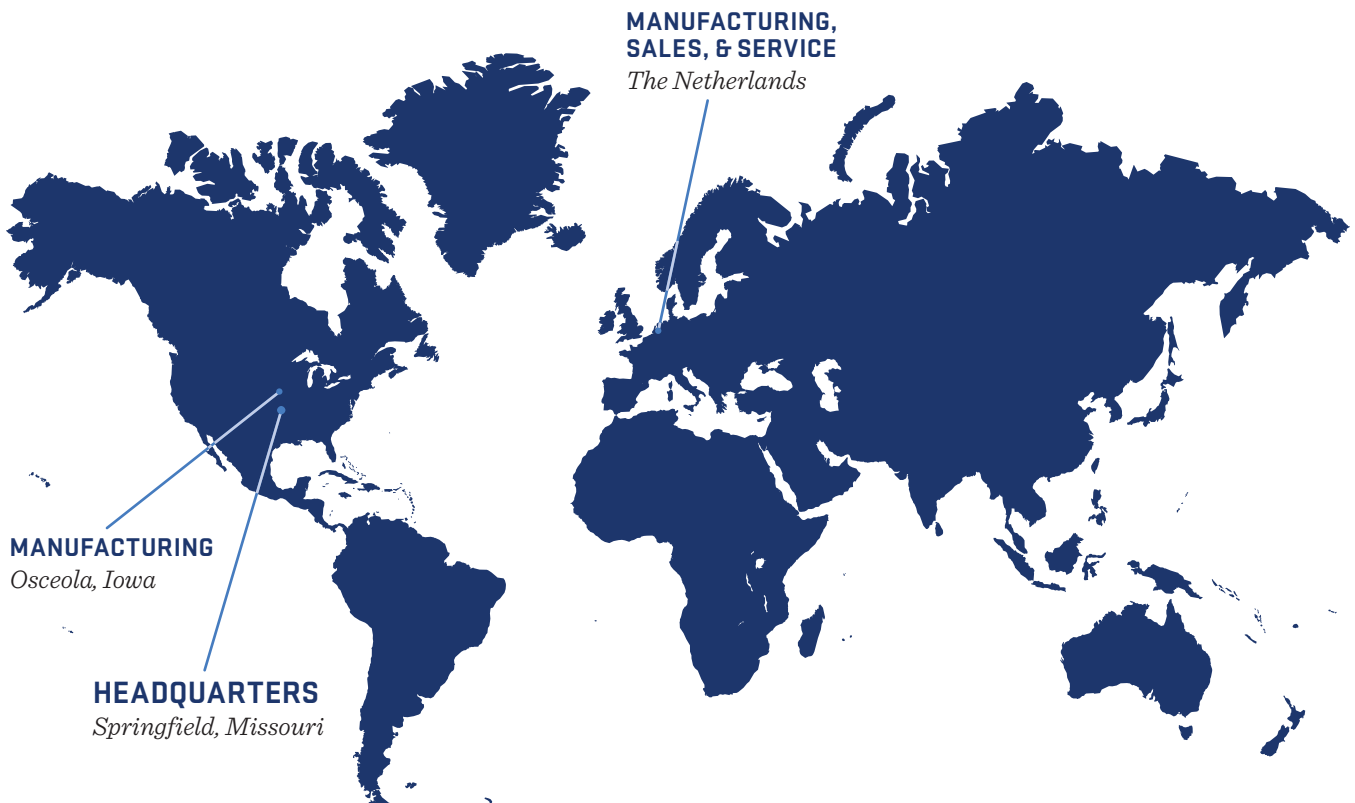 MANUFACTURING,
SALES, & SERVICE
The Netherlands
MANUFACTURING
Osceola, Iowa
HEADQUARTERS
Springfield, Missouri